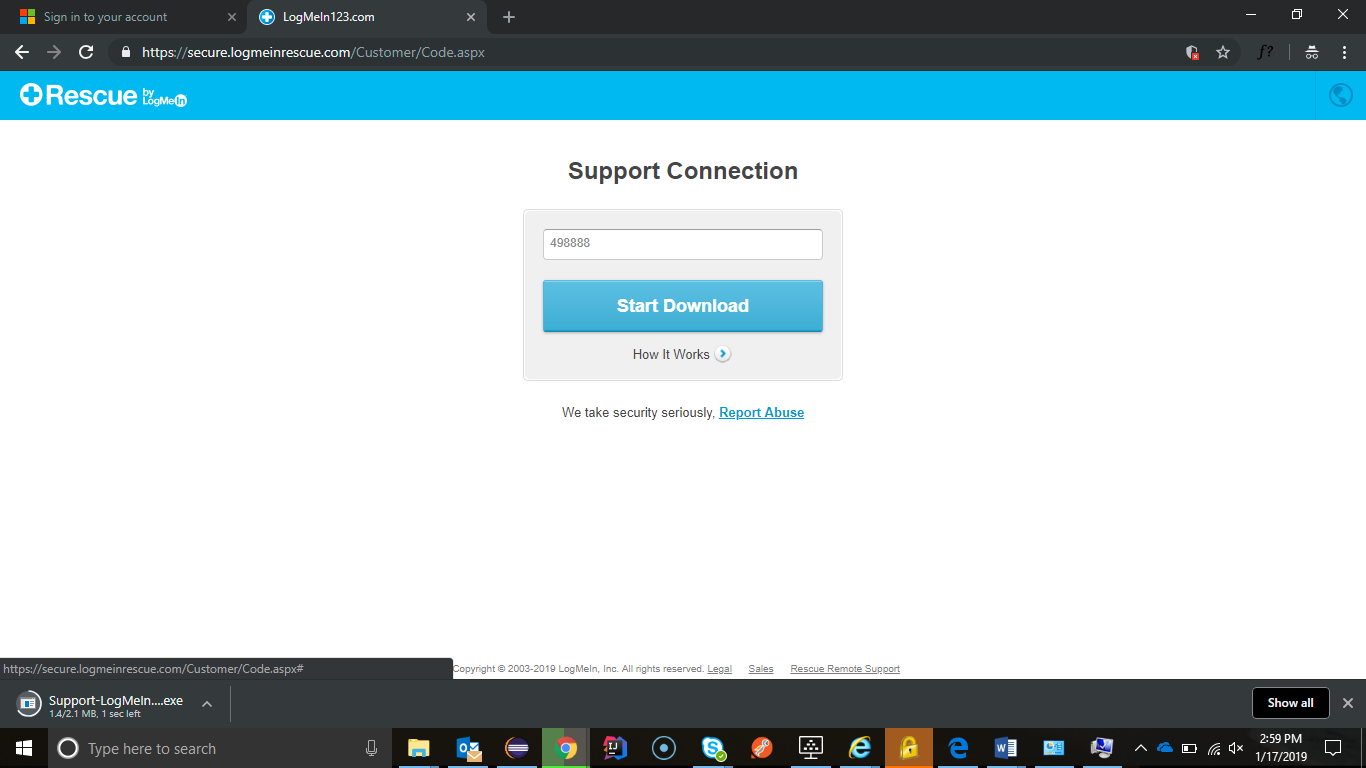 Sign in to your account
LogMeIn123.com
https://secure.logmeinrescue.com/Customer/Code.aspx
f?
Rescue by LogMeIn
Support Connection
498888
Start Download
How It Works
We take security seriously, Report Abuse
https://secure.logmeinrescue.com/Customer/Code.aspx#
Copyright © 2003-2019 LogMeIn, Inc. All rights reserved. Legal Sales Rescue Remote Support
Support-LogMeIn....exe
1.4/2.1 MB, 1 sec left
Show all
Type here to search
2:59 PM
1/17/2019